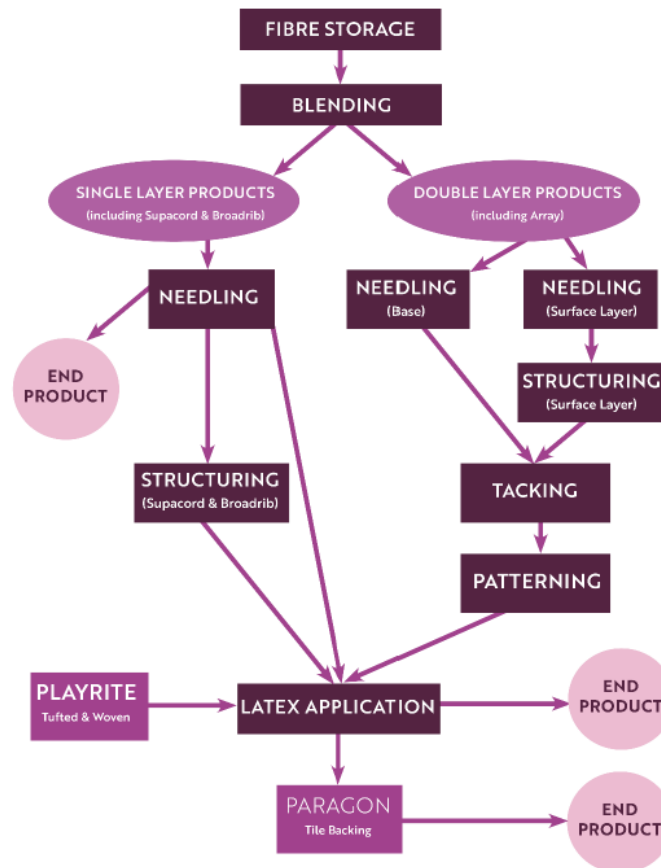 FIBRE STORAGE
BLENDING
SINGLE LAYER PRODUCTS
(including Supacord & Broadrib)
DOUBLE LAYER PRODUCTS
(including Array)
NEEDLING
NEEDLING
(Base)
NEEDLING
(Surface Layer)
END
PRODUCT
STRUCTURING
(Surface Layer)
STRUCTURING
(Supacord & Broadrib)
TACKING
PATTERNING
PLAYRITE
Tufted & Woven
LATEX APPLICATION
END
PRODUCT
PARAGON
Tile Backing
END
PRODUCT